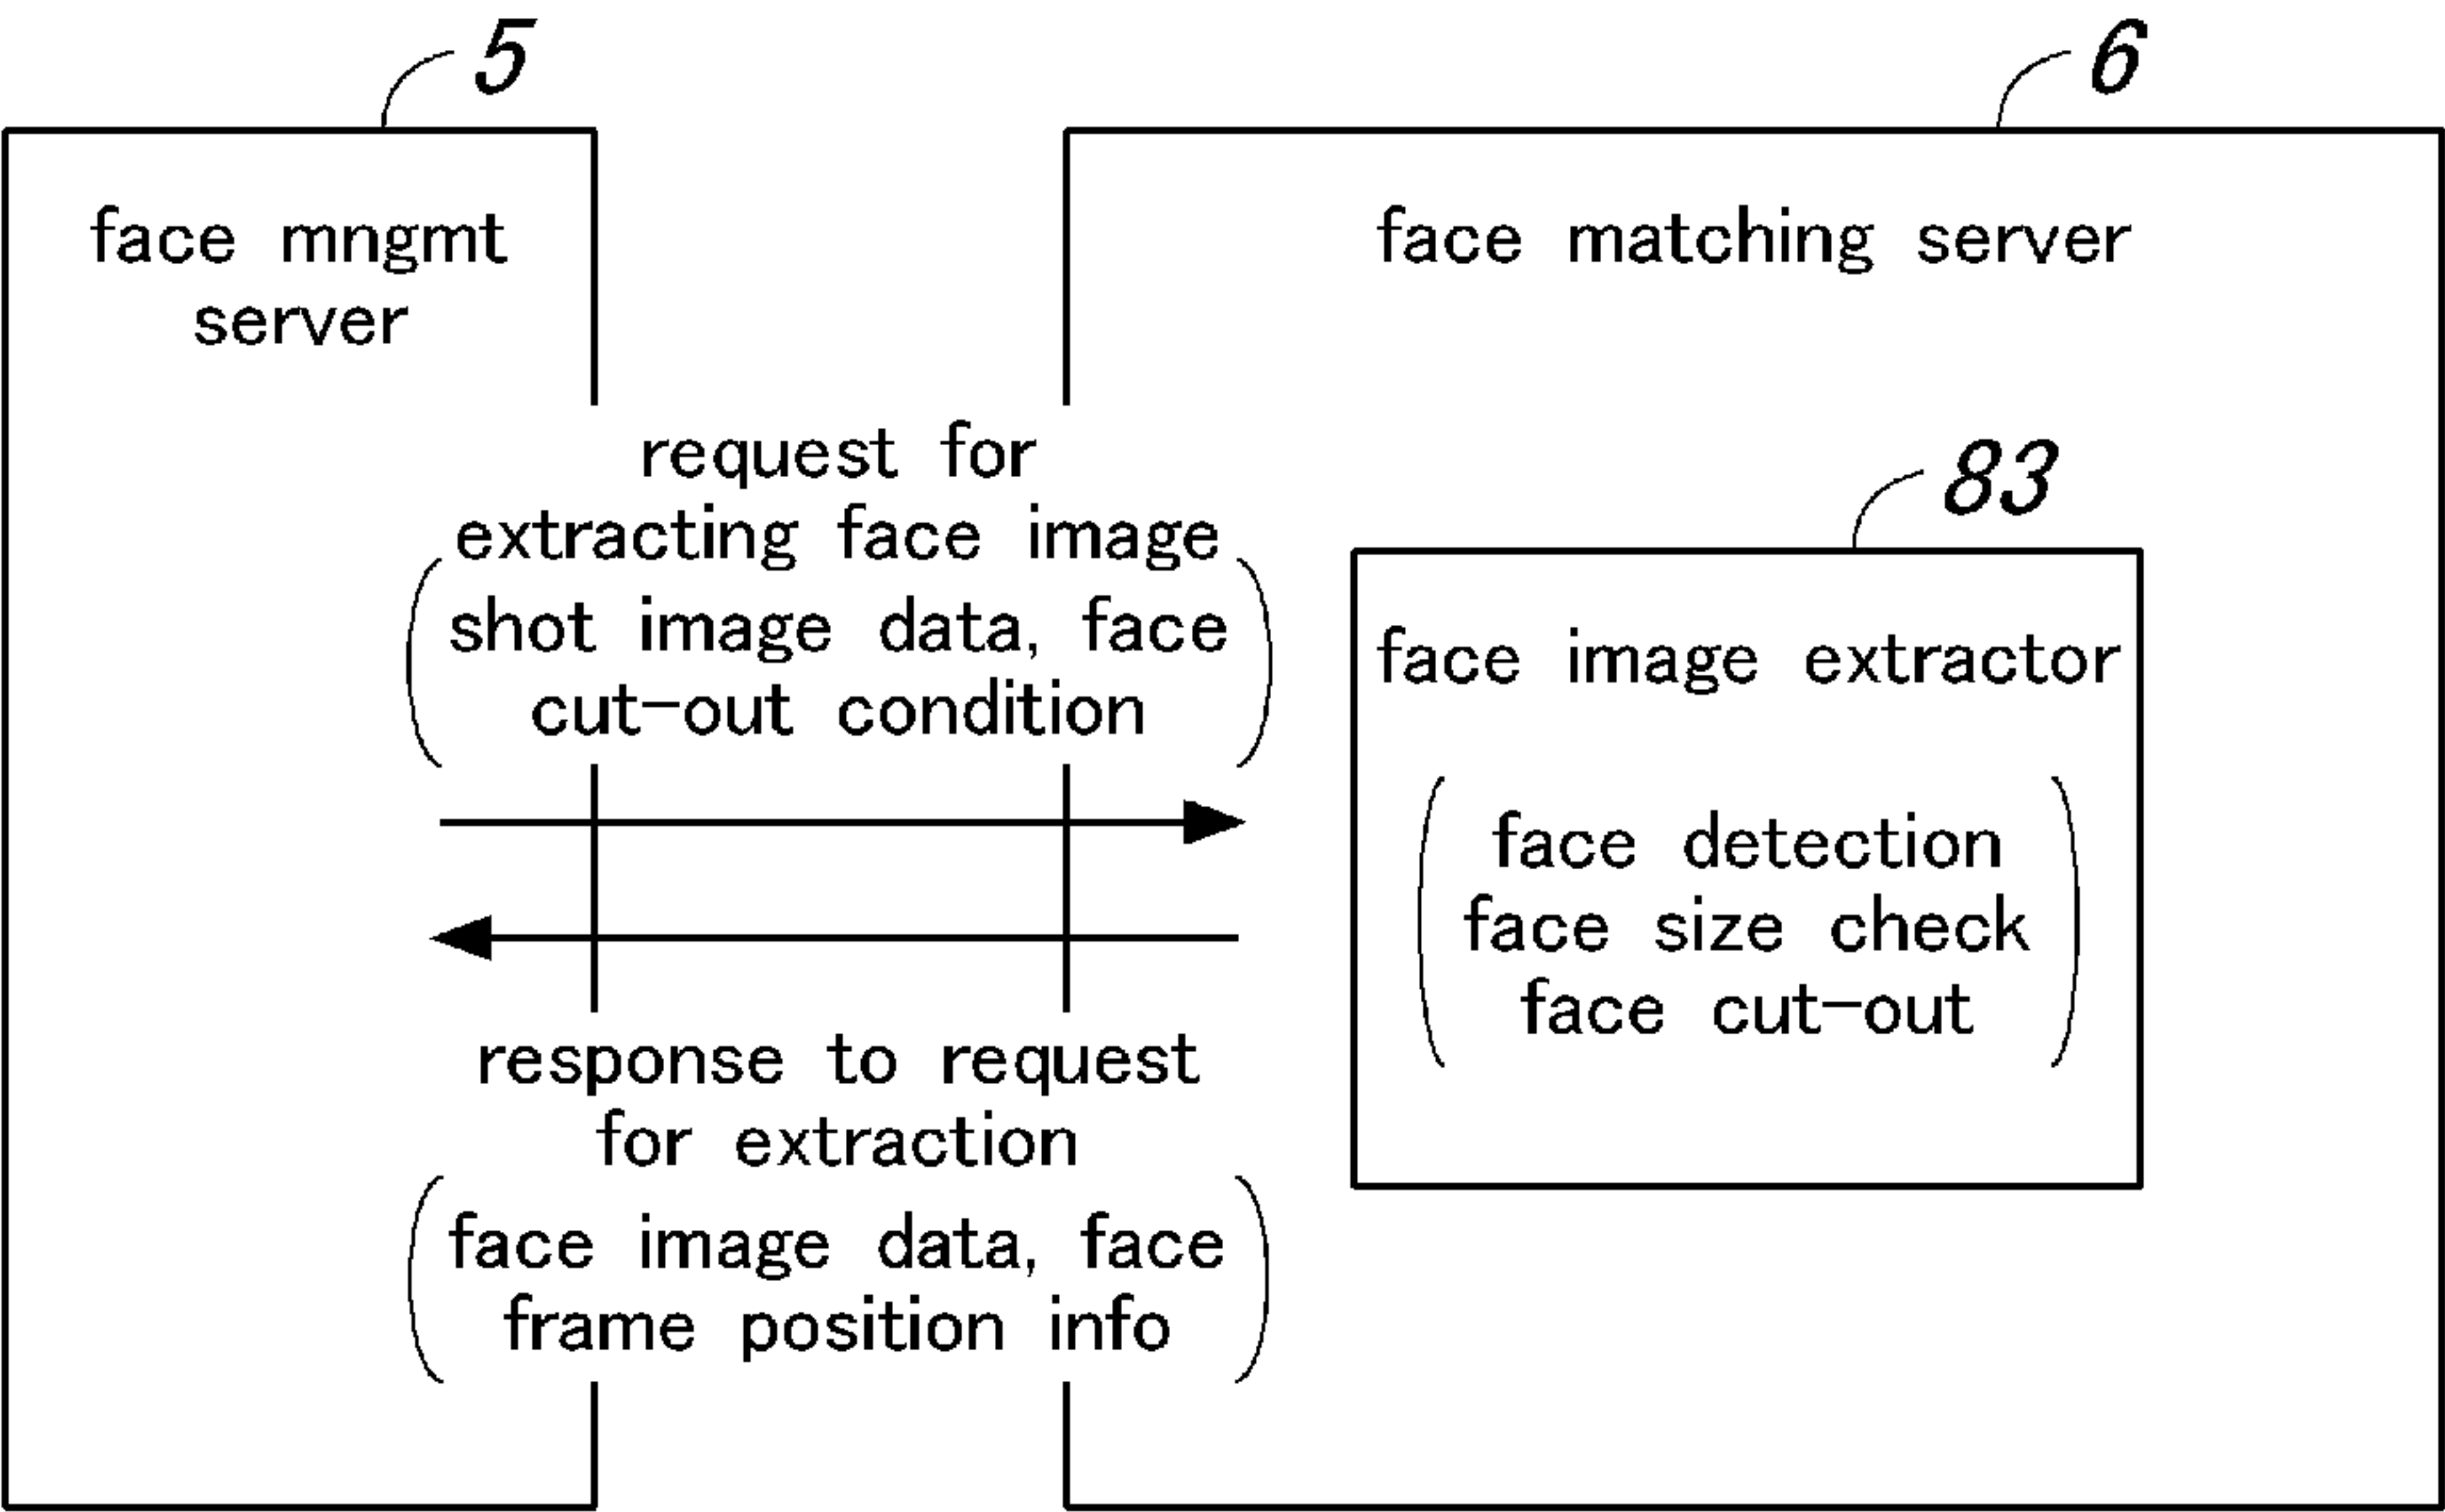 5
6
face mngmt
server
face matching server
request for
extracting face image
shot image data, face
cut-out condition
83
face image extractor
face detection
face size check
face cut-out
response to request
for extraction
face image data, face
frame position info